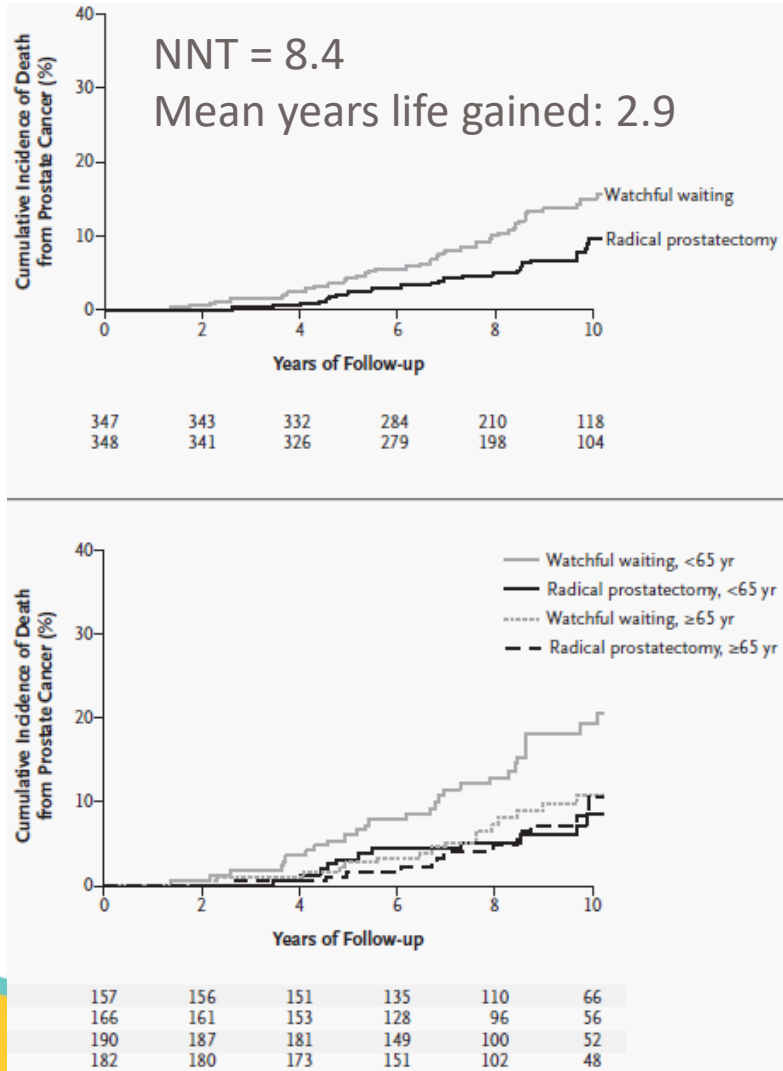 NNT = 8.4
Mean years life gained: 2.9
Cumulative Incidence of Death
from Prostate Cancer (%)
40
30
20
10
0
Watchful waiting
Radical prostatectomy
0 2 4 6 8 10
Years of Follow-up
347 343 332 284 210 118
348 341 326 279 198 104
Cumulative Incidence of Death
from Prostate Cancer (%)
40
30
20
10
0
Watchful waiting, <65 yr
Radical prostatectomy, <65 yr
Watchful waiting, ≥65 yr
Radical prostatectomy, ≥65 yr
0 2 4 6 8 10
Years of Follow-up
157 156 151 135 110 66
166 161 153 128 96 56
190 187 181 149 100 52
182 180 173 151 102 48